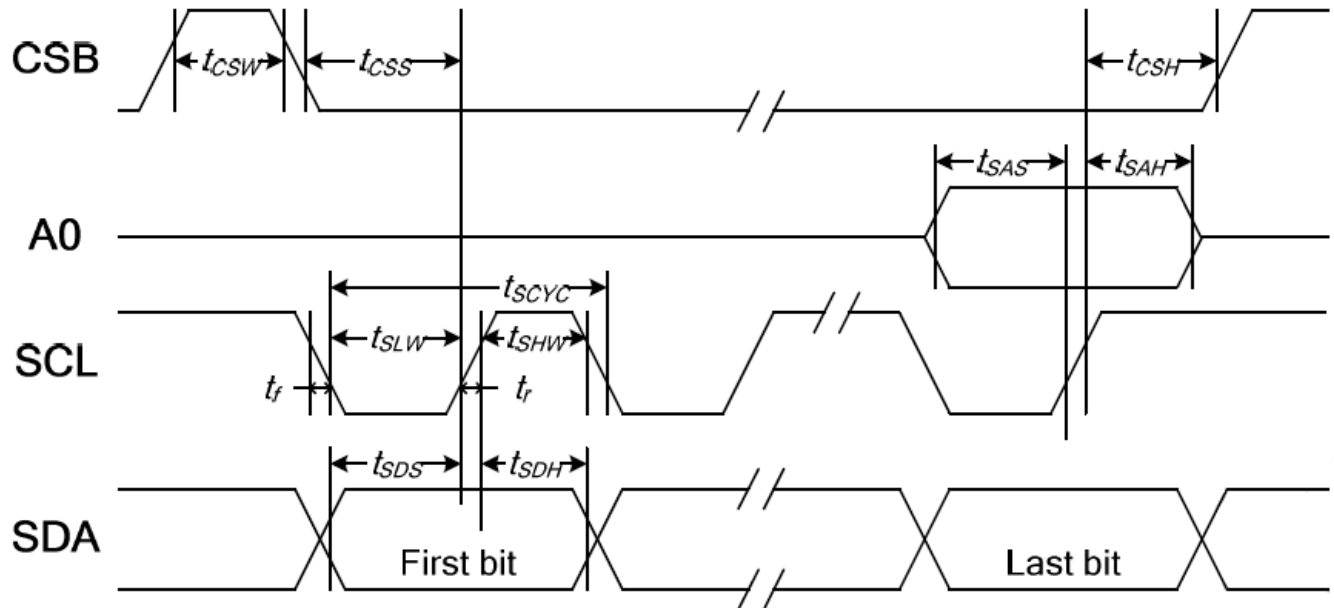 CSB
tCSW
tCSS
tCSH
A0
tSAS
tSAH
tSCYC
SCL
tSLW
tSHW
tf
tr
SDA
tSDS
tSDH
First bit
Last bit